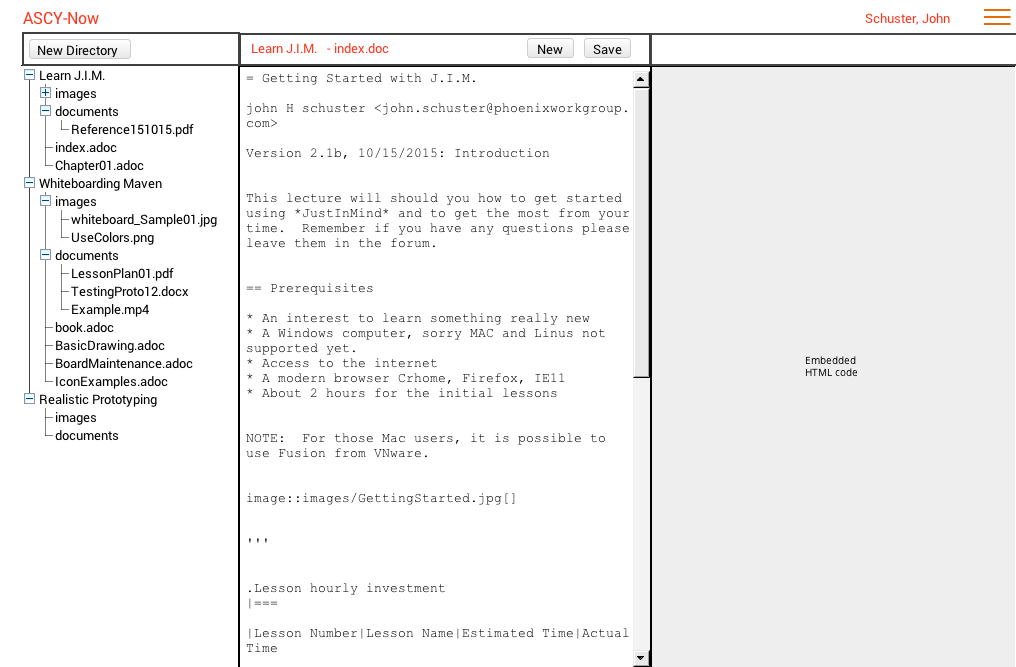 ASCY-Now
Schuster, John
New Directory
Learn J.I.M.   - index.doc
New
Save
Learn J.I.M.
images
documents
Reference151015.pdf
index.adoc
Chapter01.adoc
Whiteboarding Maven
images
whiteboard_Sample01.jpg
UseColors.png
documents
LessonPlan01.pdf
TestingProto12.docx
Example.mp4
book.adoc
BasicDrawing.adoc
BoardMaintenance.adoc
IconExamples.adoc
Realistic Prototyping
images
documents
= Getting Started with J.I.M.
john H schuster <john.schuster@phoenixworkgroup.
com>
Version 2.1b, 10/15/2015: Introduction
This lecture will should you how to get started
using *JustInMind* and to get the most from your
time.  Remember if you have any questions please
leave them in the forum.
== Prerequisites
* An interest to learn something really new
* A Windows computer, sorry MAC and Linus not
supported yet.
* Access to the internet
* A modern browser Crhome, Firefox, IE11
* About 2 hours for the initial lessons
NOTE:  For those Mac users, it is possible to
use Fusion from VNware.
image::images/GettingStarted.jpg[]
'''
.Lesson hourly investment
|===
|Lesson Number|Lesson Name|Estimated Time|Actual
Time
Embedded
HTML code